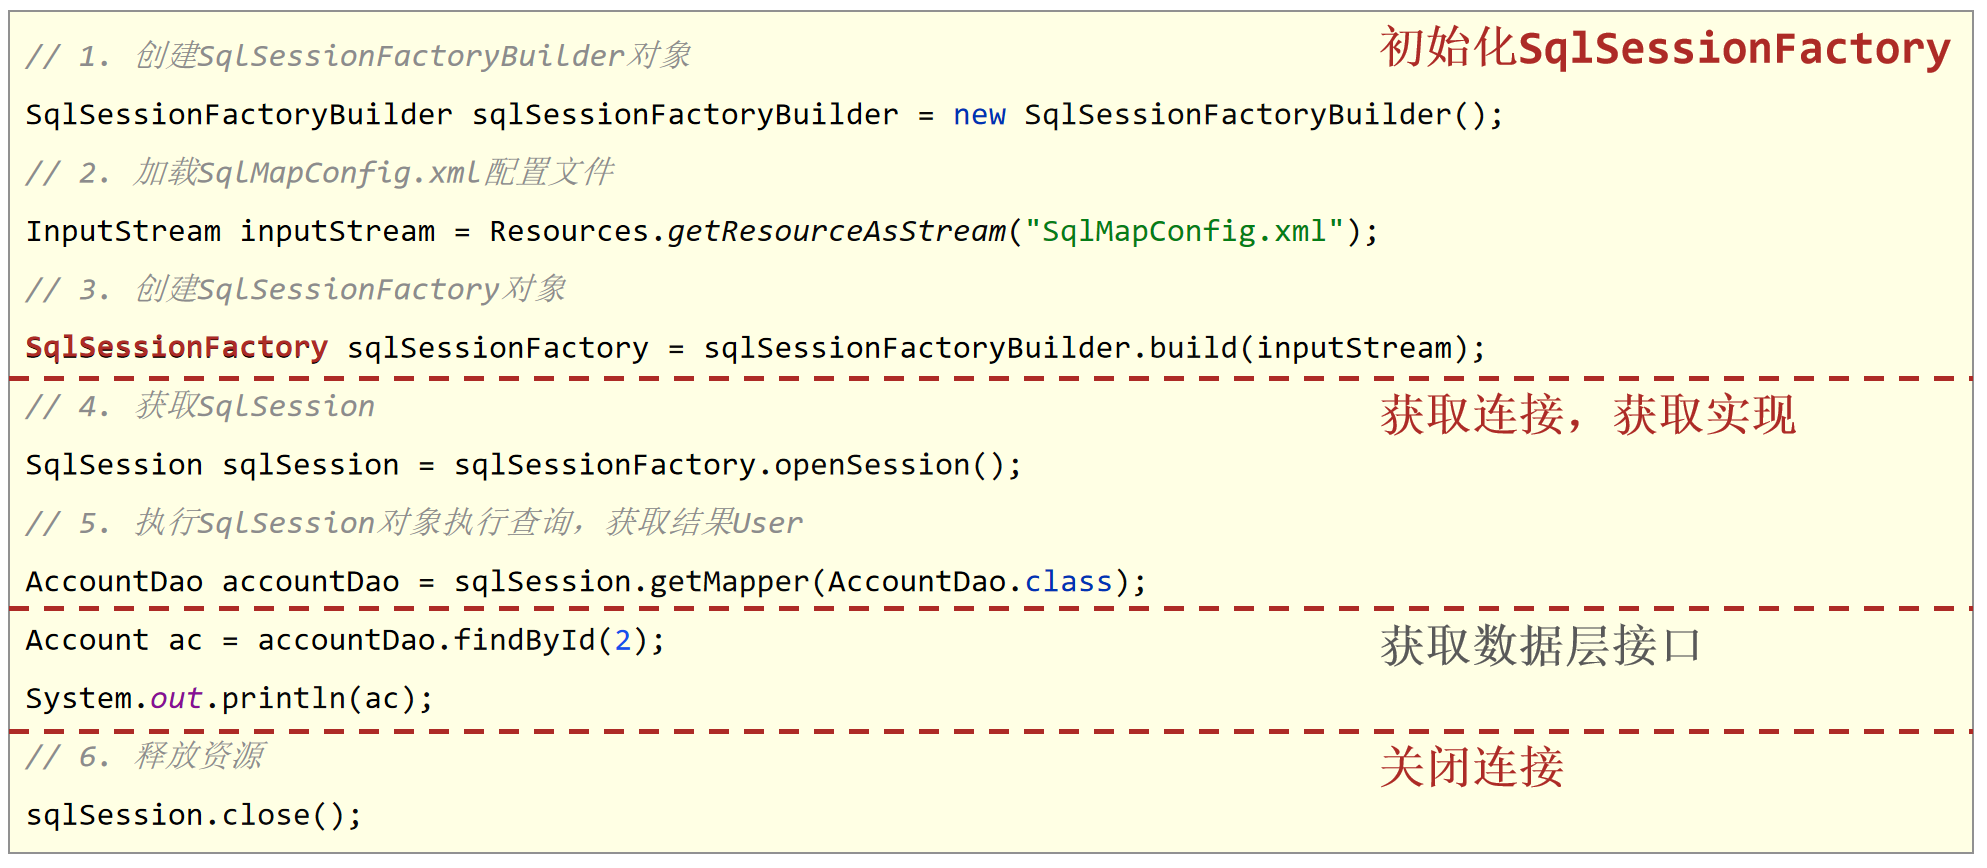 // 1. 创建SqlSessionFactoryBuilder对象
初始化SqlSessionFactory
SqlSessionFactoryBuilder sqlSessionFactoryBuilder = new SqlSessionFactoryBuilder();
// 2. 加载SqlMapConfig.xml配置文件
InputStream inputStream = Resources.getResourceAsStream("SqlMapConfig.xml");
// 3. 创建SqlSessionFactory对象
SqlSessionFactory sqlSessionFactory = sqlSessionFactoryBuilder.build(inputStream);
// 4. 获取SqlSession
获取连接，获取实现
SqlSession sqlSession = sqlSessionFactory.openSession();
// 5. 执行SqlSession对象执行查询，获取结果User
AccountDao accountDao = sqlSession.getMapper(AccountDao.class);
Account ac = accountDao.findById(2);
获取数据层接口
System.out.println(ac);
// 6. 释放资源
关闭连接
sqlSession.close();